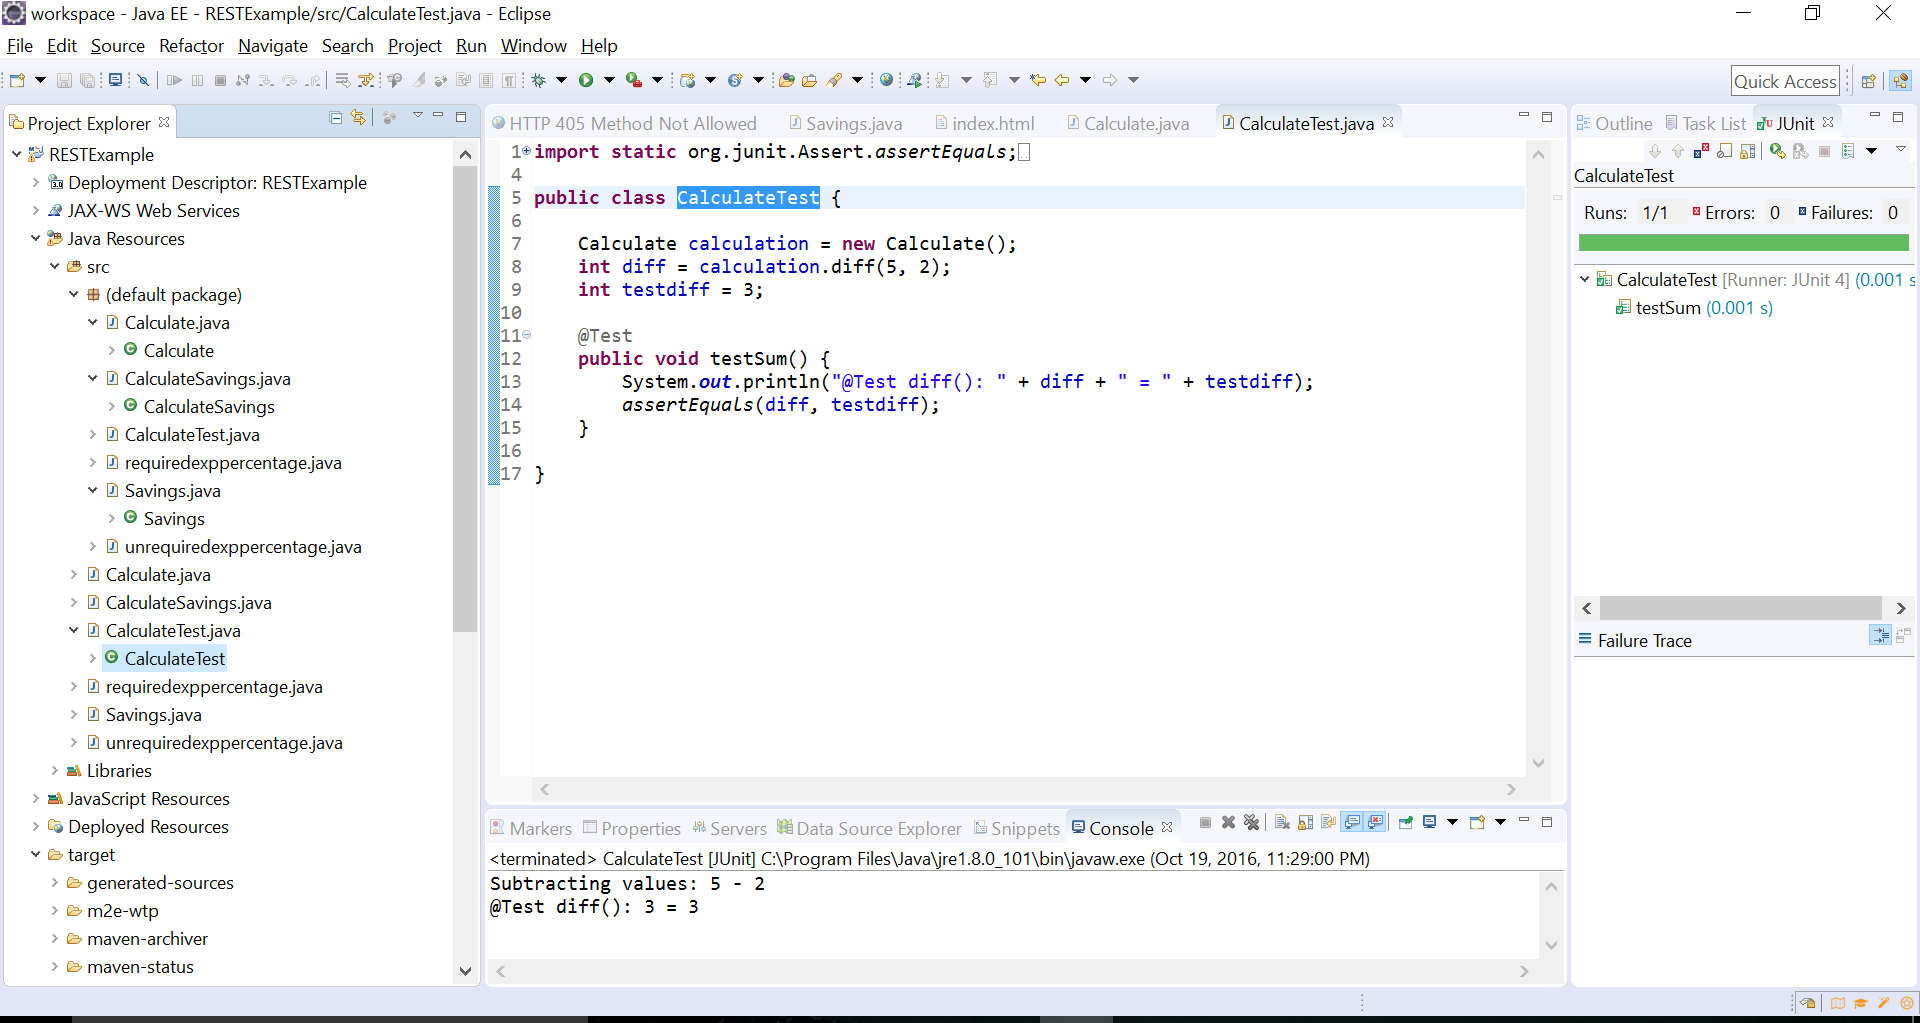 workspace - Java EE - RESTExample/src/CalculateTest.java - Eclipse
File Edit Source Refactor Navigate Search Project Run Window Help
Quick Access
Project Explorer
RESTExample
Deployment Descriptor: RESTExample
JAX-WS Web Services
Java Resources
src
(default package)
Calculate.java
Calculate
CalculateSavings.java
CalculateSavings
CalculateTest.java
requiredexppercentage.java
Savings.java
Savings
unrequiredexppercentage.java
Calculate.java
CalculateSavings.java
CalculateTest.java
CalculateTest
requiredexppercentage.java
Savings.java
unrequiredexppercentage.java
Libraries
JavaScript Resources
Deployed Resources
target
generated-sources
m2e-wtp
maven-archiver
maven-status
HTTP 405 Method Not Allowed Savings.java index.html Calculate.java CalculateTest.java
1 import static org.junit.Assert.assertEquals;
4
5 public class CalculateTest {
6
7 Calculate calculation = new Calculate();
8 int diff = calculation.diff(5, 2);
9 int testdiff = 3;
10
11 @Test
12 public void testSum() {
13 System.out.println("@Test diff(): " + diff + " = " + testdiff);
14 assertEquals(diff, testdiff);
15 }
16
17 }
Markers Properties Servers Data Source Explorer Snippets Console
<terminated> CalculateTest [JUnit] C:\Program Files\Java\jre1.8.0_101\bin\javaw.exe (Oct 19, 2016, 11:29:00 PM)
Subtracting values: 5 - 2
@Test diff(): 3 = 3
Outline Task List JUnit
CalculateTest
Runs: 1/1 Errors: 0 Failures: 0
CalculateTest [Runner: JUnit 4] (0.001 s
testSum (0.001 s)
Failure Trace